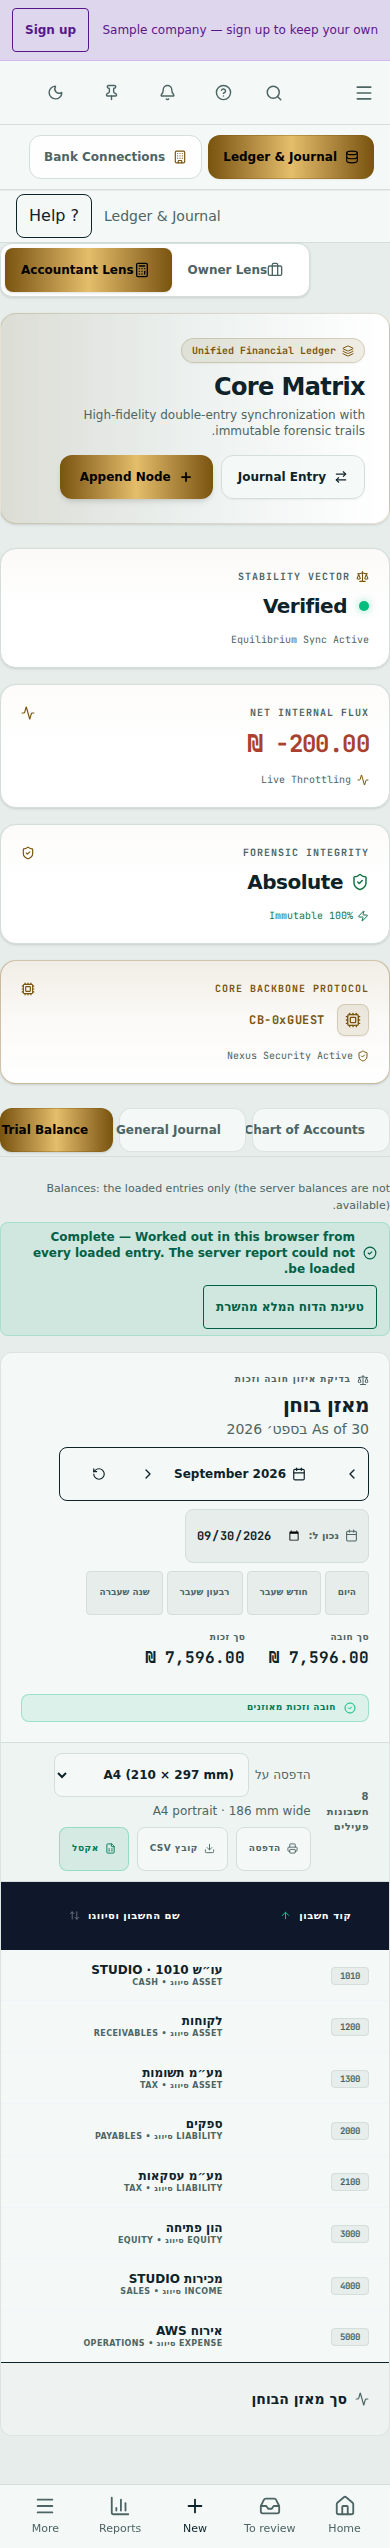 Sign up
Sample company — sign up to keep your own
Ledger & Journal
Bank Connections
Ledger & Journal
Help ?
Accountant Lens
Owner Lens
Unified Financial Ledger
Core Matrix
High-fidelity double-entry synchronization with
.immutable forensic trails
Journal Entry
Append Node
STABILITY VECTOR
Verified
Equilibrium Sync Active
NET INTERNAL FLUX
₪ -200.00
Live Throttling
FORENSIC INTEGRITY
Absolute
Immutable 100%
CORE BACKBONE PROTOCOL
CB-0xGUEST
Nexus Security Active
Chart of Accounts
General Journal
Trial Balance
Balances: the loaded entries only (the server balances are not
.available)
Complete — Worked out in this browser from
every loaded entry. The server report could not
.be loaded
טעינת הדוח המלא מהשרת
בדיקת איזון חובה וזכות
מאזן בוחן
As of 30 בספט׳ 2026
September 2026
נכון ל:
09/30/2026
היום
חודש שעבר
רבעון שעבר
שנה שעברה
סך חובה
₪ 7,596.00
סך זכות
₪ 7,596.00
חובה וזכות מאוזנים
8
חשבונות
פעילים
הדפסה על
A4 (210 × 297 mm)
A4 portrait · 186 mm wide
הדפסה
קובץ CSV
אקסל
קוד חשבון
שם החשבון וסיווגו
1010
עו״ש 1010 · STUDIO
ASSET סיווג • CASH
1200
לקוחות
ASSET סיווג • RECEIVABLES
1300
מע״מ תשומות
ASSET סיווג • TAX
2000
ספקים
LIABILITY סיווג • PAYABLES
2100
מע״מ עסקאות
LIABILITY סיווג • TAX
3000
הון פתיחה
EQUITY סיווג • EQUITY
4000
מכירות STUDIO
INCOME סיווג • SALES
5000
אירוח AWS
EXPENSE סיווג • OPERATIONS
סך מאזן הבוחן
Home
To review
New
Reports
More